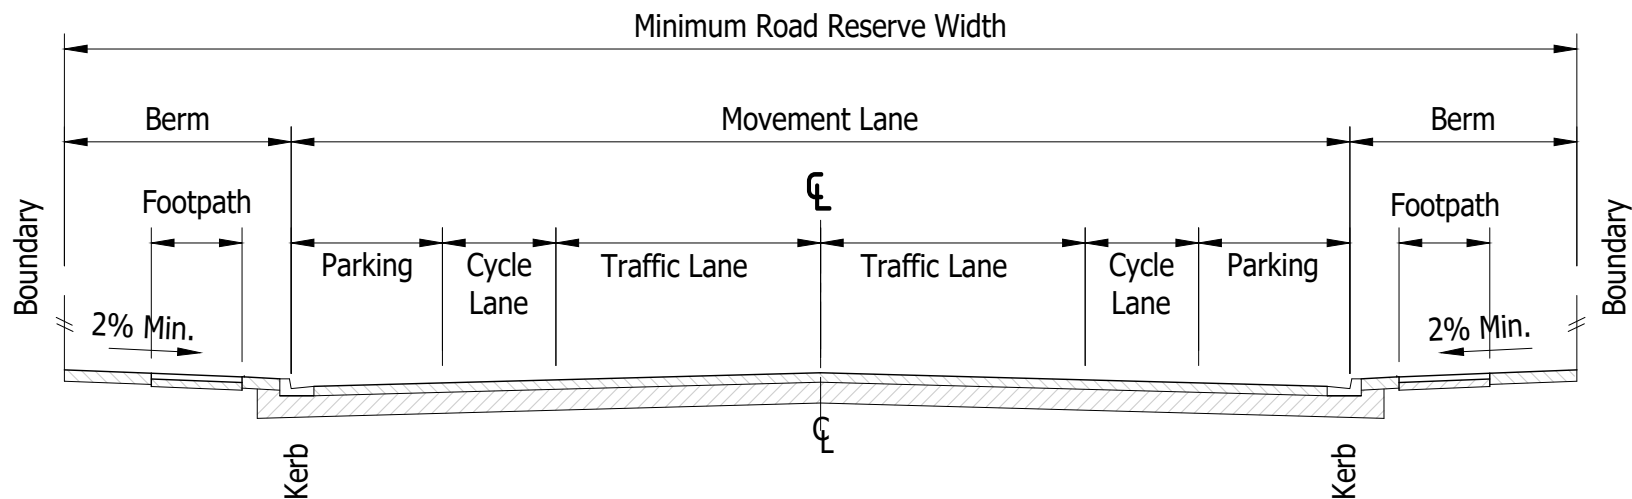 Minimum Road Reserve Width
Berm
Movement Lane
Berm
℄
Footpath
Footpath
Boundary
Boundary
Parking
Cycle
Lane
Traffic Lane
Traffic Lane
Cycle
Lane
Parking
2% Min.
2% Min.
℄
Kerb
Kerb